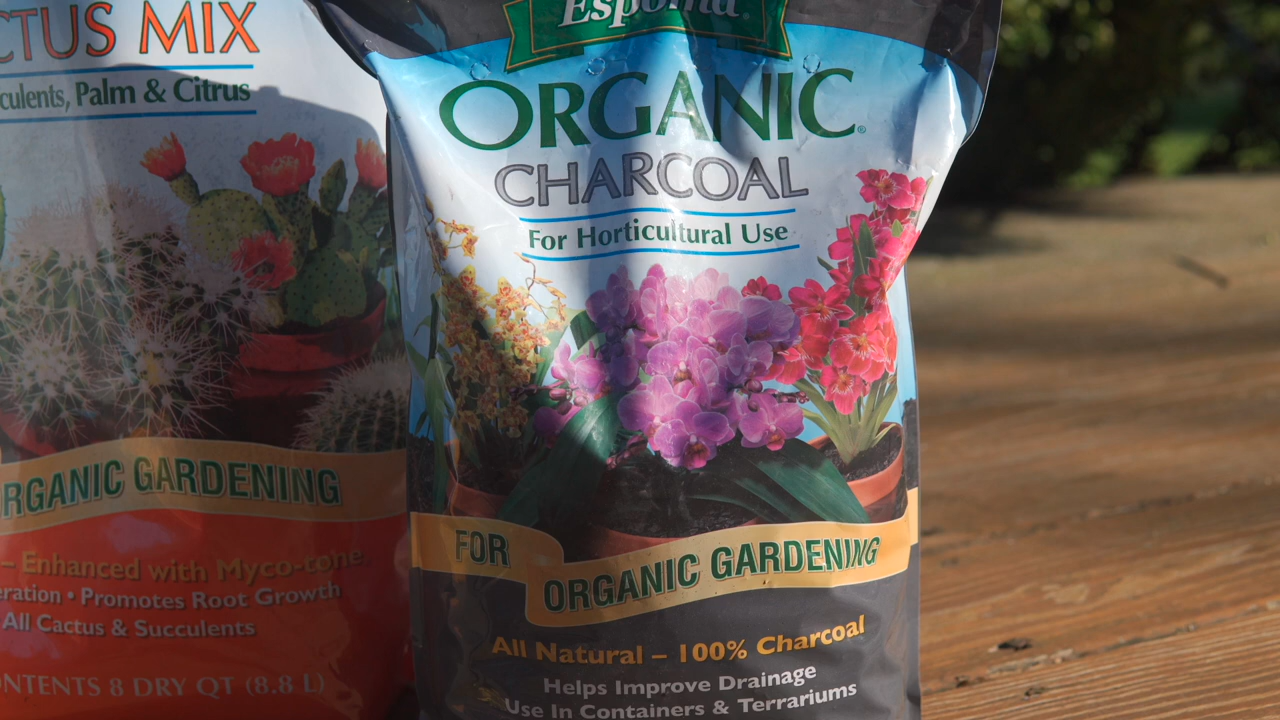 CTUS MIX
culents, Palm & Citrus
RGANIC GARDENING
– Enhanced with Myco-tone
eration • Promotes Root Growth
All Cactus & Succulents
ONTENTS 8 DRY QT (8.8 L)
Espoma®
ORGANIC®
CHARCOAL
For Horticultural Use
FOR
ORGANIC GARDENING
All Natural – 100% Charcoal
Helps Improve Drainage
Use In Containers & Terrariums